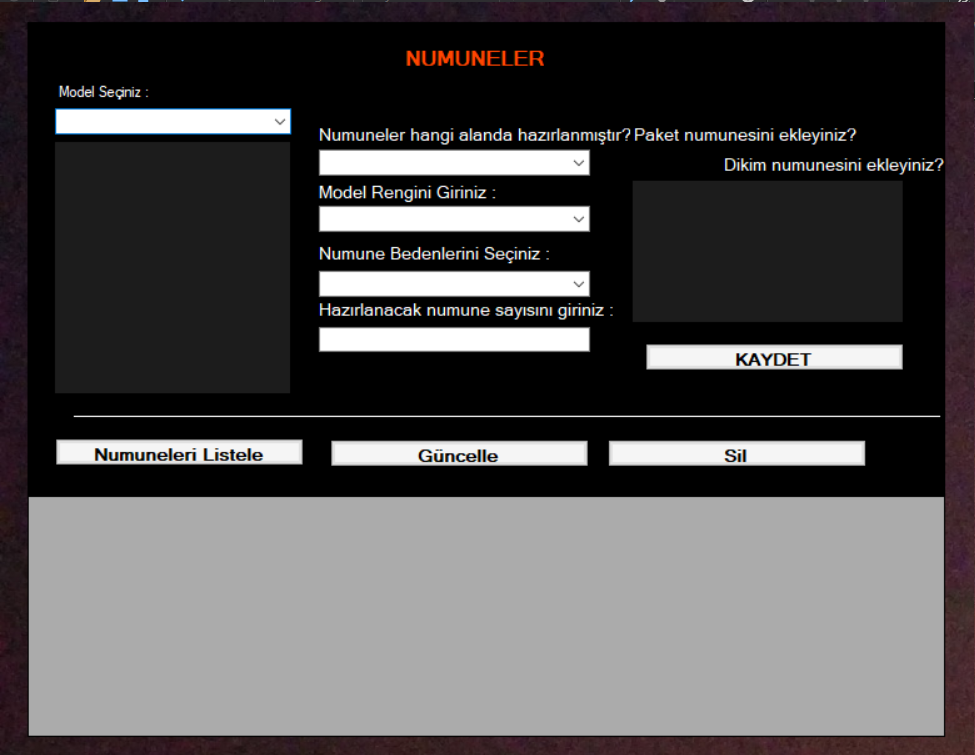 NUMUNELER
Model Seçiniz :
Numuneler hangi alanda hazırlanmıştır?
Model Rengini Giriniz :
Numune Bedenlerini Seçiniz :
Hazırlanacak numune sayısını giriniz :
Paket numunesini ekleyiniz?
Dikim numunesini ekleyiniz?
KAYDET
Numuneleri Listele
Güncelle
Sil